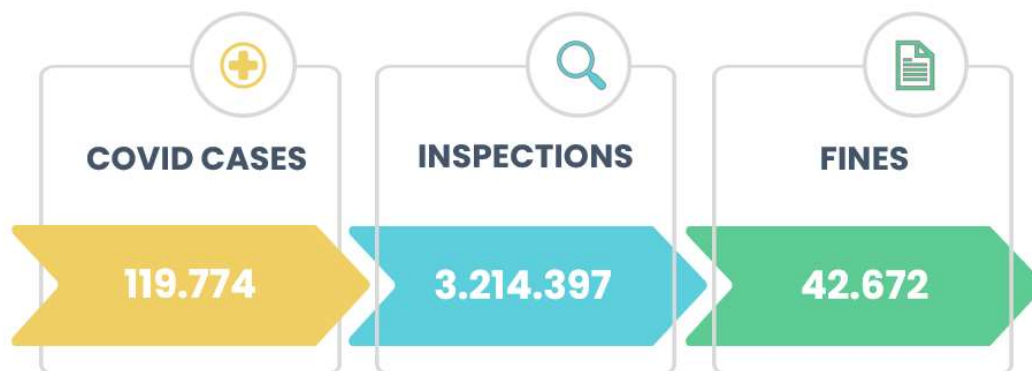 COVID CASES
119.774
INSPECTIONS
3.214.397
FINES
42.672